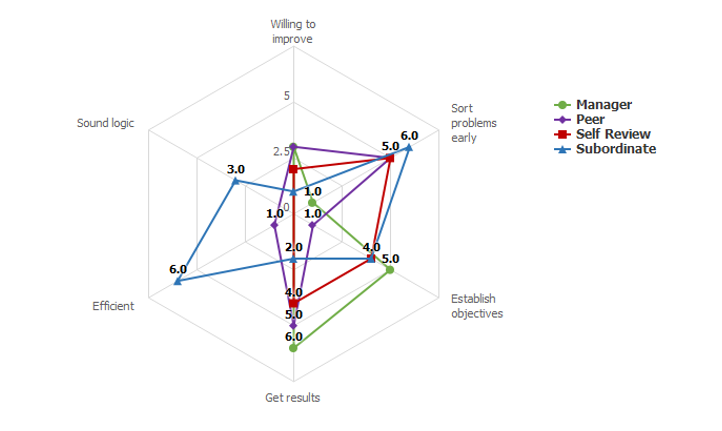 Willing to
improve
Sort
problems
early
Establish
objectives
Get results
Efficient
Sound logic
5
2.5
0
6.0
5.0
3.0
1.0
1.0
1.0
2.0
4.0
5.0
6.0
4.0
5.0
6.0
Manager
Peer
Self Review
Subordinate